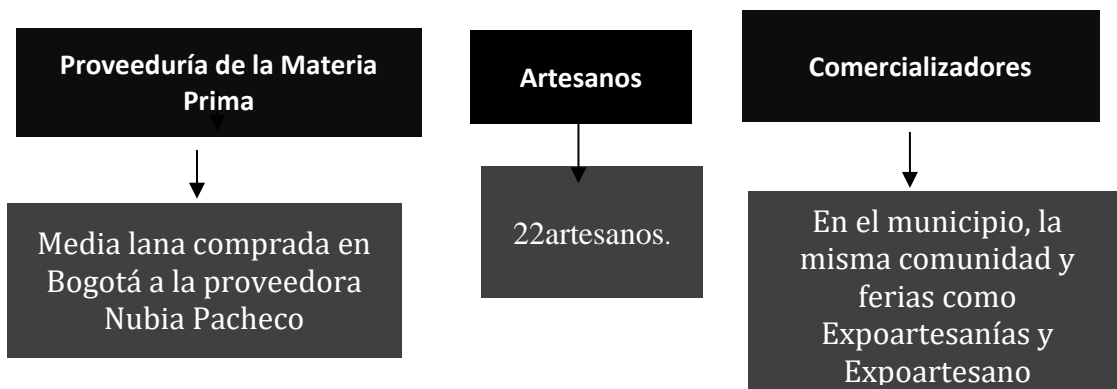 Proveeduría de la Materia
Prima
Media lana comprada en
Bogotá a la proveedora
Nubia Pacheco
Artesanos
22artesanos.
Comercializadores
En el municipio, la
misma comunidad y
ferias como
Expoartesanías y
Expoartesano